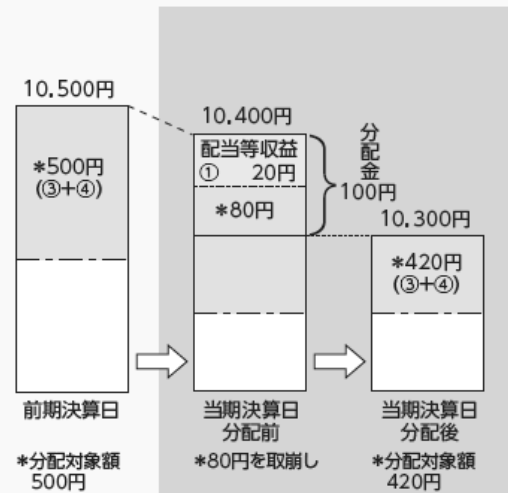 10,500円
*500円
(③+④)
前期決算日
*分配対象額
500円
10,400円
配当等収益
① 20円
*80円
分配金
100円
当期決算日
分配前
*80円を取崩し
10,300円
*420円
(③+④)
当期決算日
分配後
*分配対象額
420円